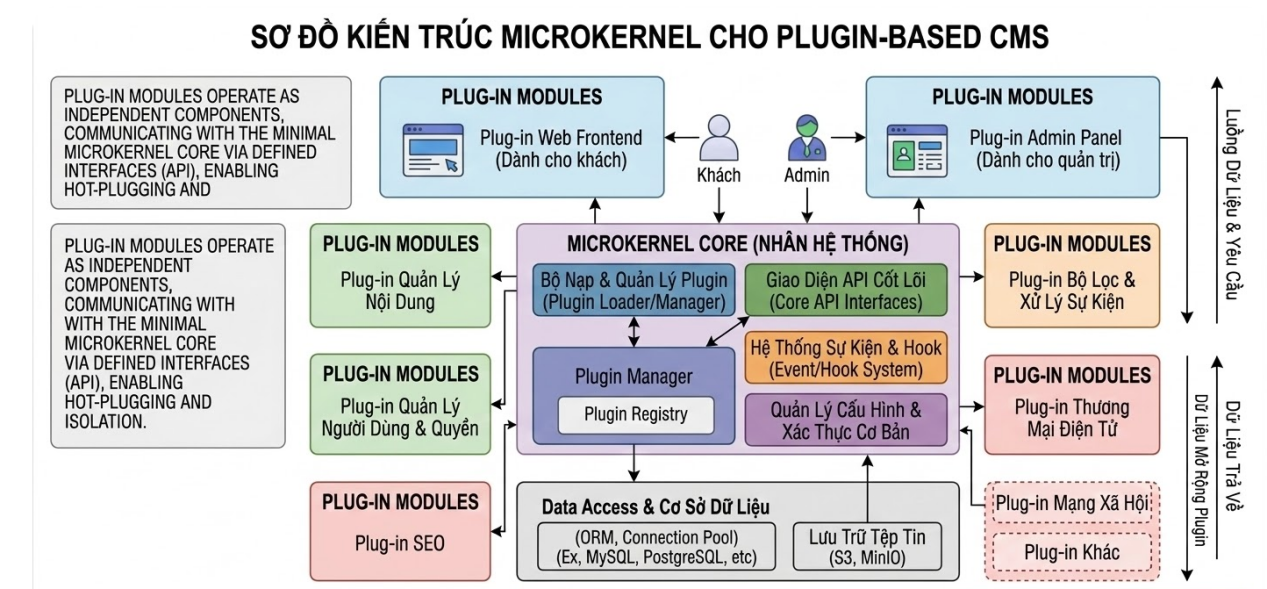 SƠ ĐỒ KIẾN TRÚC MICROKERNEL CHO PLUGIN-BASED CMS
PLUG-IN MODULES OPERATE AS
INDEPENDENT COMPONENTS,
COMMUNICATING WITH THE MINIMAL
MICROKERNEL CORE VIA DEFINED
INTERFACES (API), ENABLING
HOT-PLUGGING AND
PLUG-IN MODULES OPERATE
AS INDEPENDENT
COMPONENTS,
COMMUNICATING WITH
WITH THE MINIMAL
MICROKERNEL CORE
VIA DEFINED INTERFACES
(API), ENABLING
HOT-PLUGGING AND
ISOLATION.
PLUG-IN MODULES
Plug-in Web Frontend
(Dành cho khách)
Khách
Admin
PLUG-IN MODULES
Plug-in Admin Panel
(Dành cho quản trị)
PLUG-IN MODULES
Plug-in Quản Lý
Nội Dung
PLUG-IN MODULES
Plug-in Quản Lý
Người Dùng & Quyền
PLUG-IN MODULES
Plug-in SEO
MICROKERNEL CORE (NHÂN HỆ THỐNG)
Bộ Nạp & Quản Lý Plugin
(Plugin Loader/Manager)
Giao Diện API Cốt Lõi
(Core API Interfaces)
Plugin Manager
Plugin Registry
Hệ Thống Sự Kiện & Hook
(Event/Hook System)
Quản Lý Cấu Hình &
Xác Thực Cơ Bản
Data Access & Cơ Sở Dữ Liệu
(ORM, Connection Pool)
(Ex, MySQL, PostgreSQL, etc)
Lưu Trữ Tệp Tin
(S3, MinIO)
PLUG-IN MODULES
Plug-in Bộ Lọc &
Xử Lý Sự Kiện
PLUG-IN MODULES
Plug-in Thương
Mại Điện Tử
Plug-in Mạng Xã Hội
Plug-in Khác
Luồng Dữ Liệu & Yêu Cầu
Dữ Liệu Mở Rộng Plugin
Dữ Liệu Trả Về